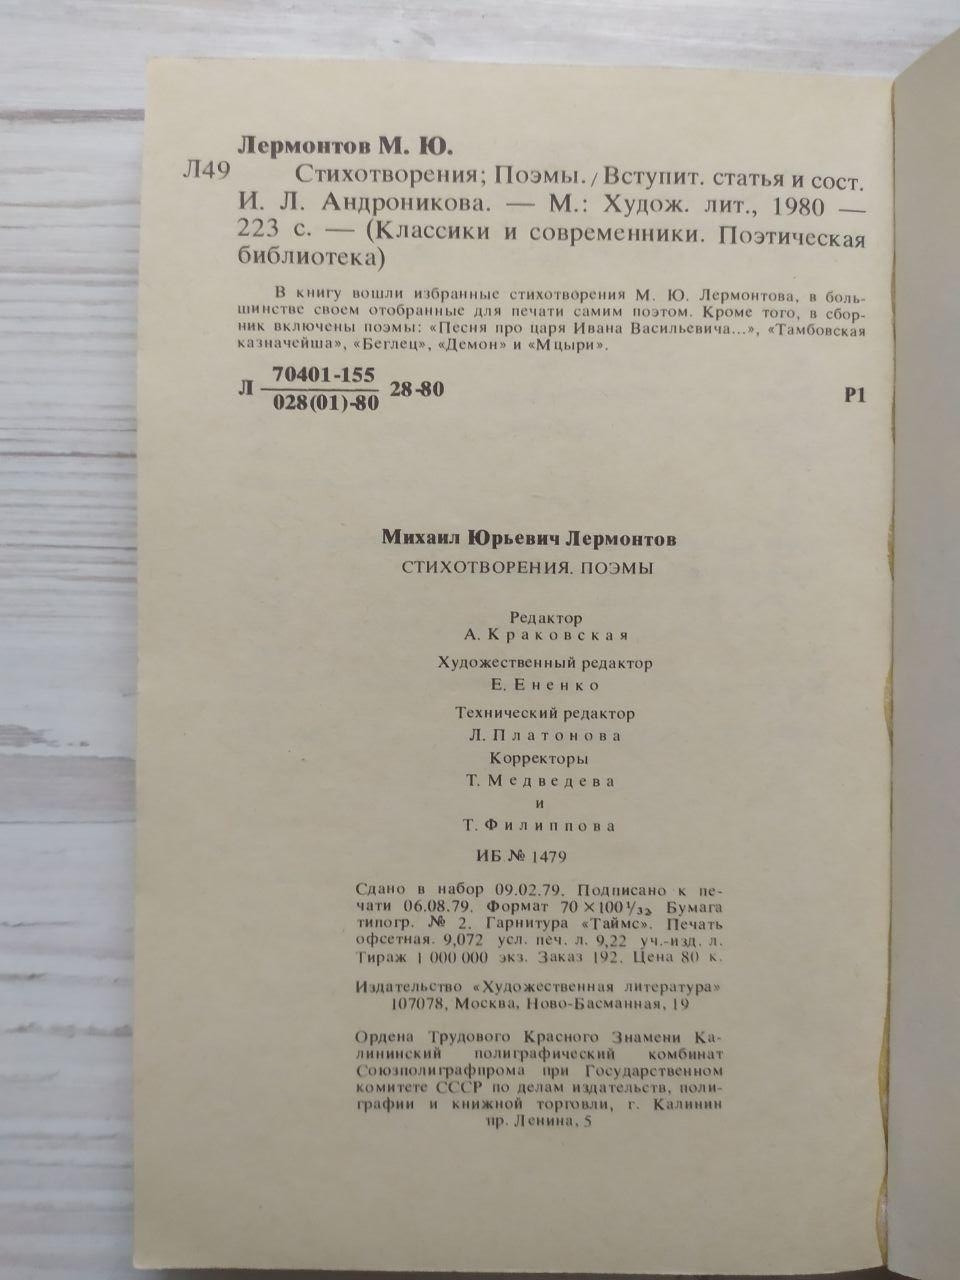 Лермонтов М. Ю.
Л49 Стихотворения; Поэмы. / Вступит. статья и сост.
И. Л. Андроникова. — М.: Худож. лит., 1980 —
223 с. — (Классики и современники. Поэтическая
библиотека)
В книгу вошли избранные стихотворения М. Ю. Лермонтова, в боль-
шинстве своем отобранные для печати самим поэтом. Кроме того, в сбор-
ник включены поэмы: «Песня про царя Ивана Васильевича...», «Тамбовская
казначейша», «Беглец», «Демон» и «Мцыри».
Л 70401-155
028(01)-80 28-80 Р1
Михаил Юрьевич Лермонтов
СТИХОТВОРЕНИЯ. ПОЭМЫ
Редактор
А. Краковская
Художественный редактор
Е. Ененко
Технический редактор
Л. Платонова
Корректоры
Т. Медведева
и
Т. Филиппова
ИБ № 1479
Сдано в набор 09.02.79. Подписано к пе-
чати 06.08.79. Формат 70×100 1/32. Бумага
типогр. № 2. Гарнитура «Таймс». Печать
офсетная. 9,072 усл. печ. л. 9,22 уч.-изд. л.
Тираж 1 000 000 экз. Заказ 192. Цена 80 к.
Издательство «Художественная литература»
107078, Москва, Ново-Басманная, 19
Ордена Трудового Красного Знамени Ка-
лининский полиграфический комбинат
Союзполиграфпрома при Государственном
комитете СССР по делам издательств, поли-
графии и книжной торговли, г. Калинин
пр. Ленина, 5